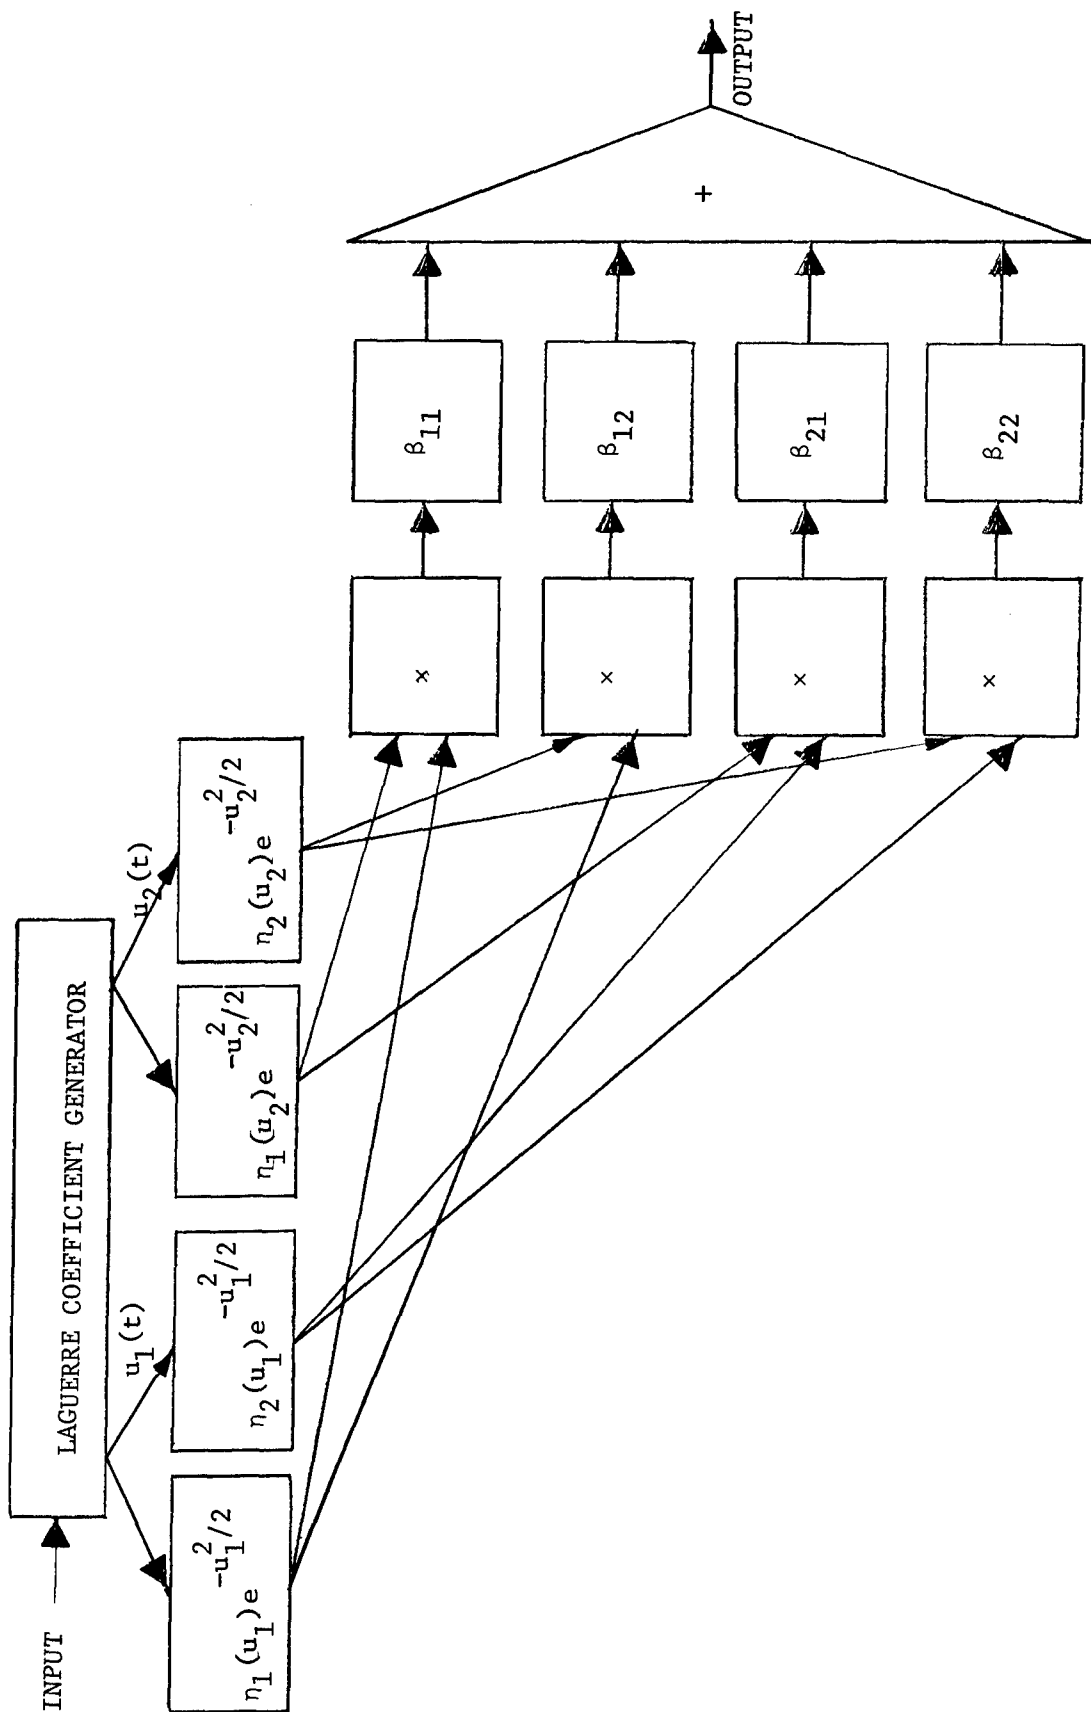 INPUT
LAGUERRE COEFFICIENT GENERATOR
u₁(t)
u₂(t)
η₁(u₁)e^{-u₁²/2}
η₂(u₁)e^{-u₁²/2}
η₁(u₂)e^{-u₂²/2}
η₂(u₂)e^{-u₂²/2}
×
×
×
×
β₁₁
β₁₂
β₂₁
β₂₂
+
OUTPUT